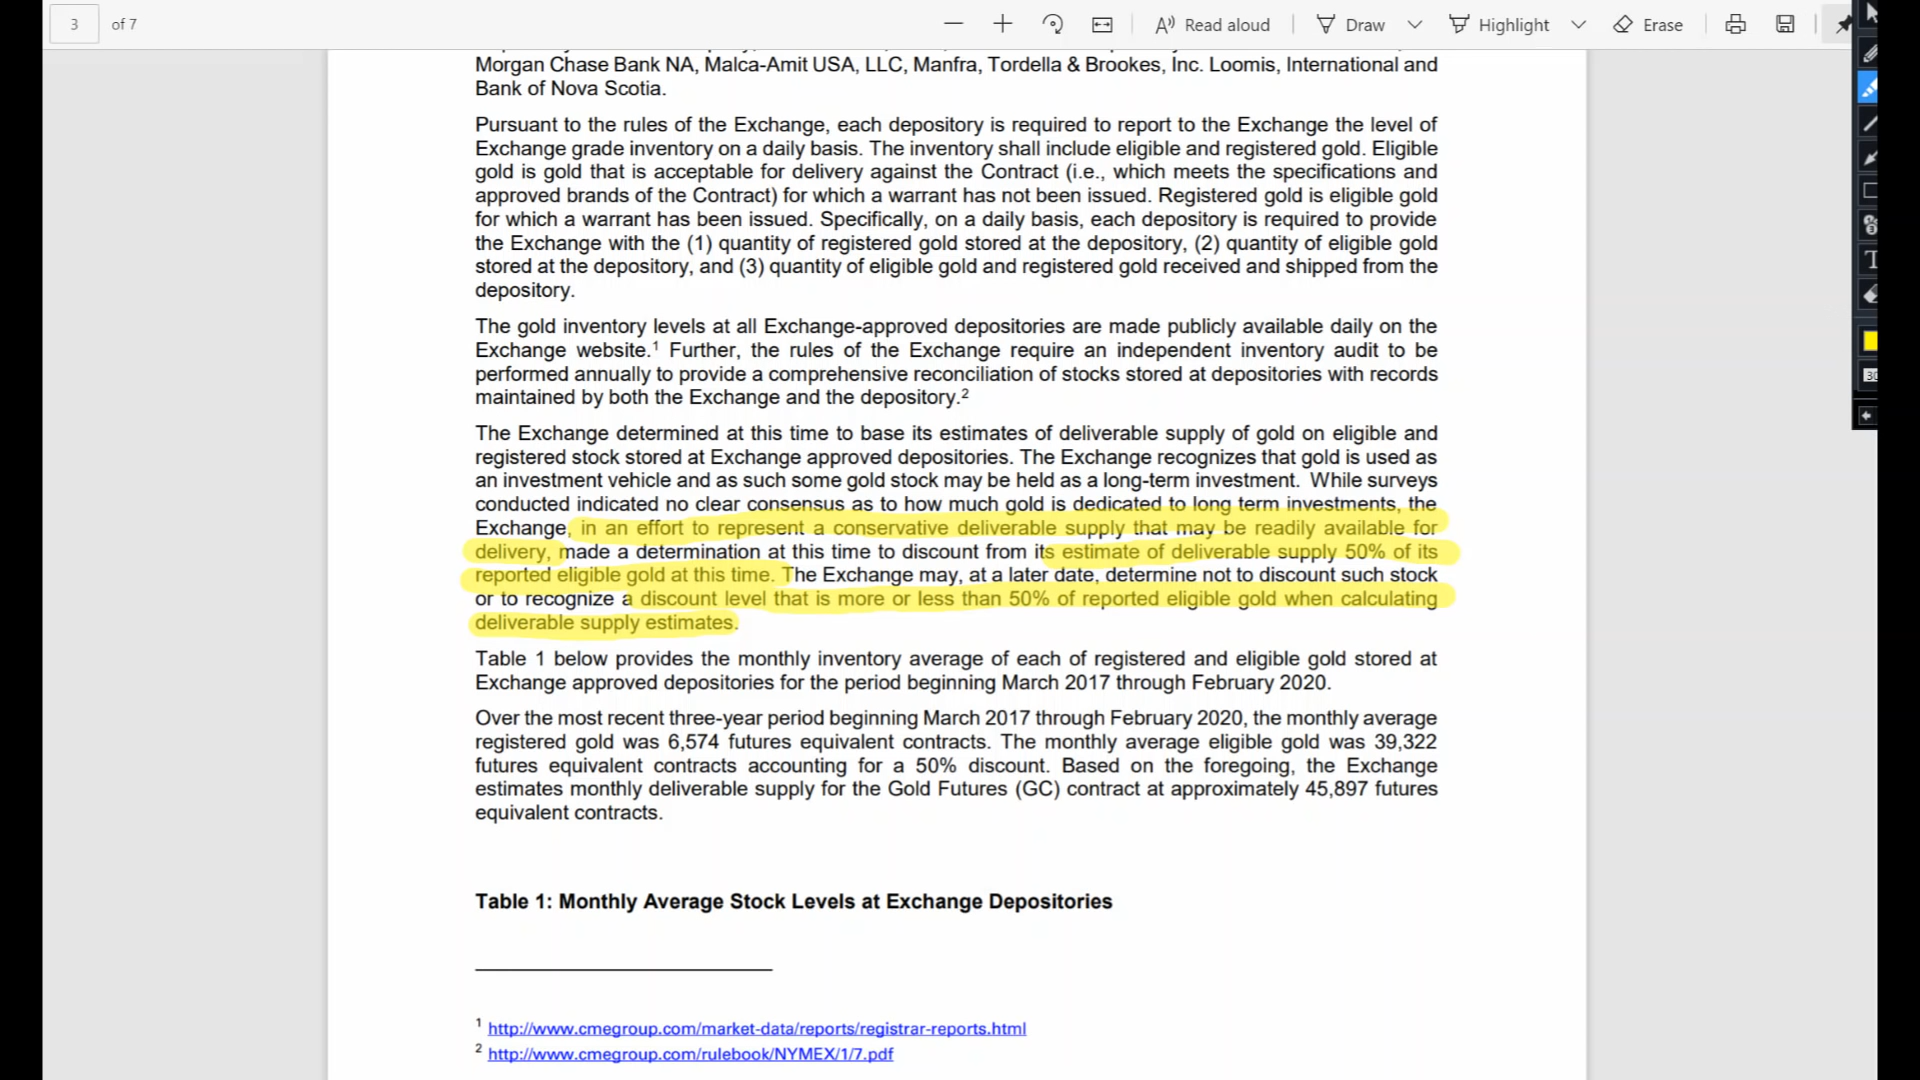 3 of 7
Read aloud
Draw
Highlight
Erase
Morgan Chase Bank NA, Malca-Amit USA, LLC, Manfra, Tordella & Brookes, Inc. Loomis, International and
Bank of Nova Scotia.
Pursuant to the rules of the Exchange, each depository is required to report to the Exchange the level of
Exchange grade inventory on a daily basis. The inventory shall include eligible and registered gold. Eligible
gold is gold that is acceptable for delivery against the Contract (i.e., which meets the specifications and
approved brands of the Contract) for which a warrant has not been issued. Registered gold is eligible gold
for which a warrant has been issued. Specifically, on a daily basis, each depository is required to provide
the Exchange with the (1) quantity of registered gold stored at the depository, (2) quantity of eligible gold
stored at the depository, and (3) quantity of eligible gold and registered gold received and shipped from the
depository.
The gold inventory levels at all Exchange-approved depositories are made publicly available daily on the
Exchange website.¹ Further, the rules of the Exchange require an independent inventory audit to be
performed annually to provide a comprehensive reconciliation of stocks stored at depositories with records
maintained by both the Exchange and the depository.²
The Exchange determined at this time to base its estimates of deliverable supply of gold on eligible and
registered stock stored at Exchange approved depositories. The Exchange recognizes that gold is used as
an investment vehicle and as such some gold stock may be held as a long-term investment. While surveys
conducted indicated no clear consensus as to how much gold is dedicated to long term investments, the
Exchange, in an effort to represent a conservative deliverable supply that may be readily available for
delivery, made a determination at this time to discount from its estimate of deliverable supply 50% of its
reported eligible gold at this time. The Exchange may, at a later date, determine not to discount such stock
or to recognize a discount level that is more or less than 50% of reported eligible gold when calculating
deliverable supply estimates.
Table 1 below provides the monthly inventory average of each of registered and eligible gold stored at
Exchange approved depositories for the period beginning March 2017 through February 2020.
Over the most recent three-year period beginning March 2017 through February 2020, the monthly average
registered gold was 6,574 futures equivalent contracts. The monthly average eligible gold was 39,322
futures equivalent contracts accounting for a 50% discount. Based on the foregoing, the Exchange
estimates monthly deliverable supply for the Gold Futures (GC) contract at approximately 45,897 futures
equivalent contracts.
Table 1: Monthly Average Stock Levels at Exchange Depositories
¹ http://www.cmegroup.com/market-data/reports/registrar-reports.html
² http://www.cmegroup.com/rulebook/NYMEX/1/7.pdf